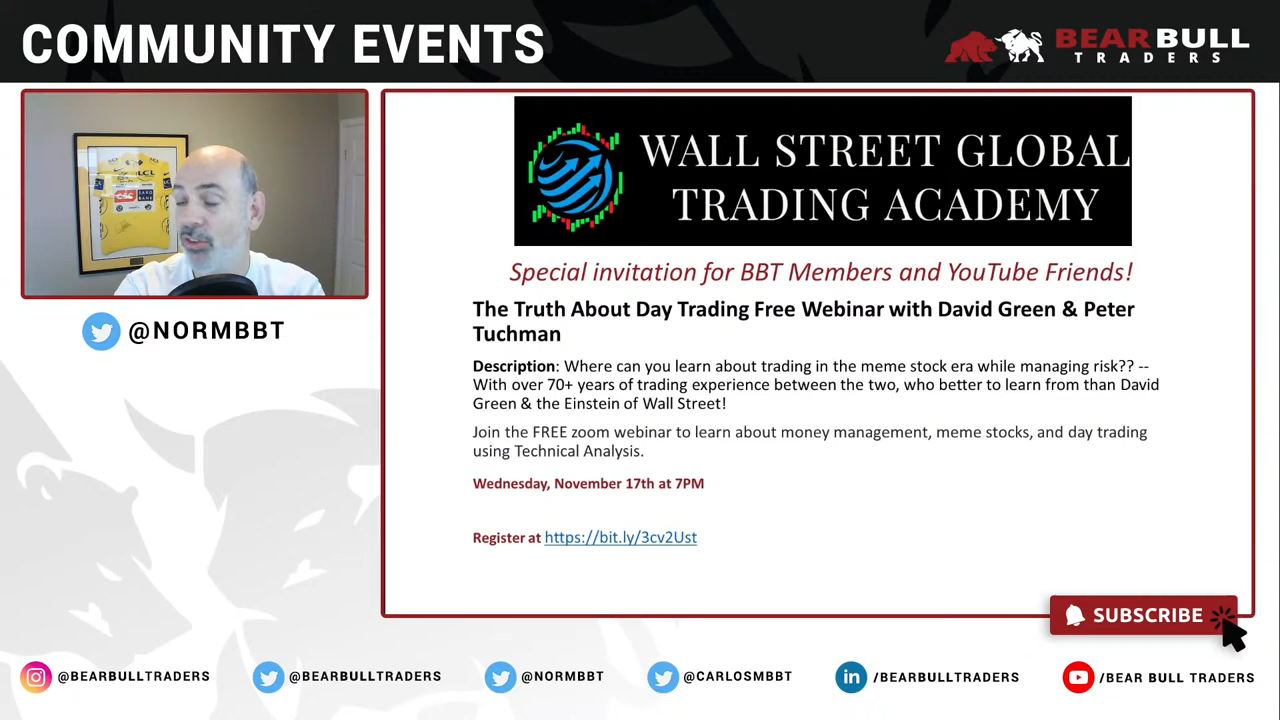 COMMUNITY EVENTS
BEAR BULL
TRADERS
WALL STREET GLOBAL
TRADING ACADEMY
Special invitation for BBT Members and YouTube Friends!
@NORMBBT
The Truth About Day Trading Free Webinar with David Green & Peter
Tuchman
Description: Where can you learn about trading in the meme stock era while managing risk?? --
With over 70+ years of trading experience between the two, who better to learn from than David
Green & the Einstein of Wall Street!
Join the FREE zoom webinar to learn about money management, meme stocks, and day trading
using Technical Analysis.
Wednesday, November 17th at 7PM
Register at https://bit.ly/3cv2Ust
SUBSCRIBE
@BEARBULLTRADERS @BEARBULLTRADERS @NORMBBT @CARLOSMBBT /BEARBULLTRADERS /BEAR BULL TRADERS